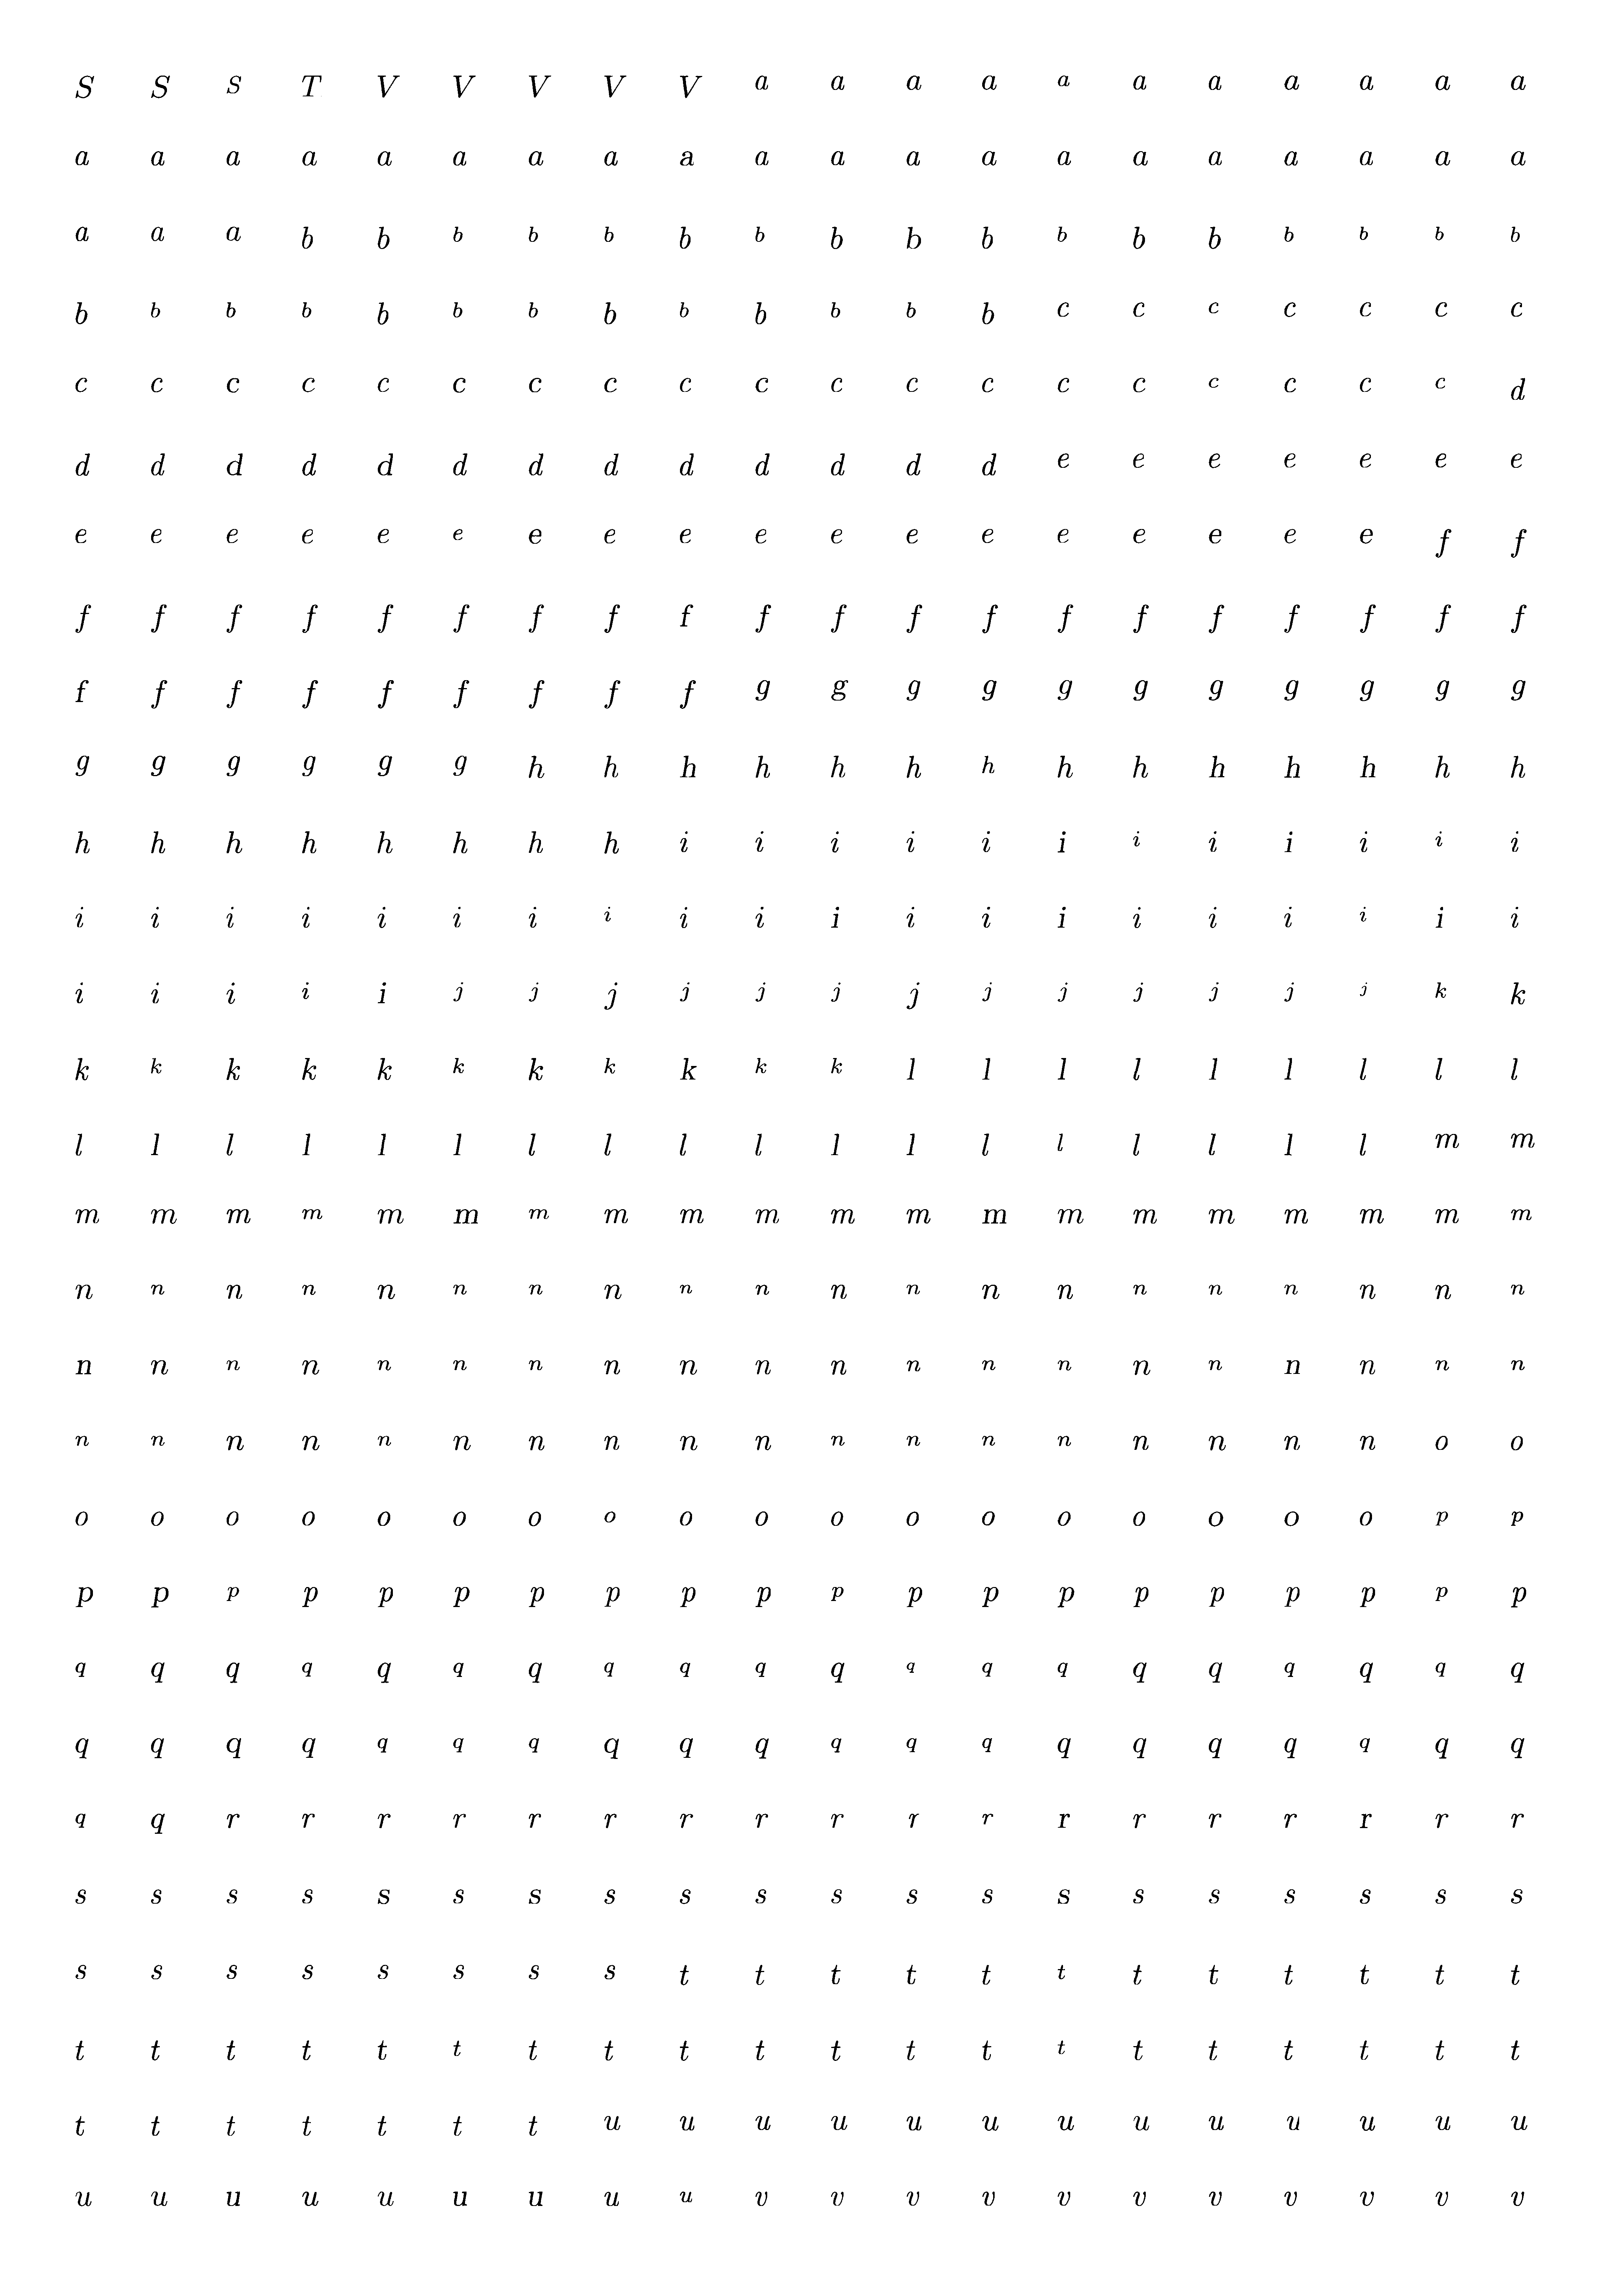 S S S T V V V V V a a a a a a a a a a a
a a a a a a a a a a a a a a a a a a a a
a a a b b b b b b b b b b b b b b b b b
b b b b b b b b b b b b b c c c c c c c
c c c c c c c c c c c c c c c c c c c d
d d d d d d d d d d d d d e e e e e e e
e e e e e e e e e e e e e e e e e e f f
f f f f f f f f f f f f f f f f f f f f
f f f f f f f f f g g g g g g g g g g g
g g g g g g h h h h h h h h h h h h h h
h h h h h h h h i i i i i i i i i i i i
i i i i i i i i i i i i i i i i i i i i
i i i i i j j j j j j j j j j j j j k k
k k k k k k k k k k k l l l l l l l l l
l l l l l l l l l l l l l l l l l l m m
m m m m m m m m m m m m m m m m m m m m
n n n n n n n n n n n n n n n n n n n n
n n n n n n n n n n n n n n n n n n n n
n n n n n n n n n n n n n n n n n n o o
o o o o o o o o o o o o o o o o o o p p
p p p p p p p p p p p p p p p p p p p p
q q q q q q q q q q q q q q q q q q q q
q q q q q q q q q q q q q q q q q q q q
q q r r r r r r r r r r r r r r r r r r
s s s s s s s s s s s s s s s s s s s s
s s s s s s s s t t t t t t t t t t t t
t t t t t t t t t t t t t t t t t t t t
t t t t t t t u u u u u u u u u u u u u
u u u u u u u u u v v v v v v v v v v v